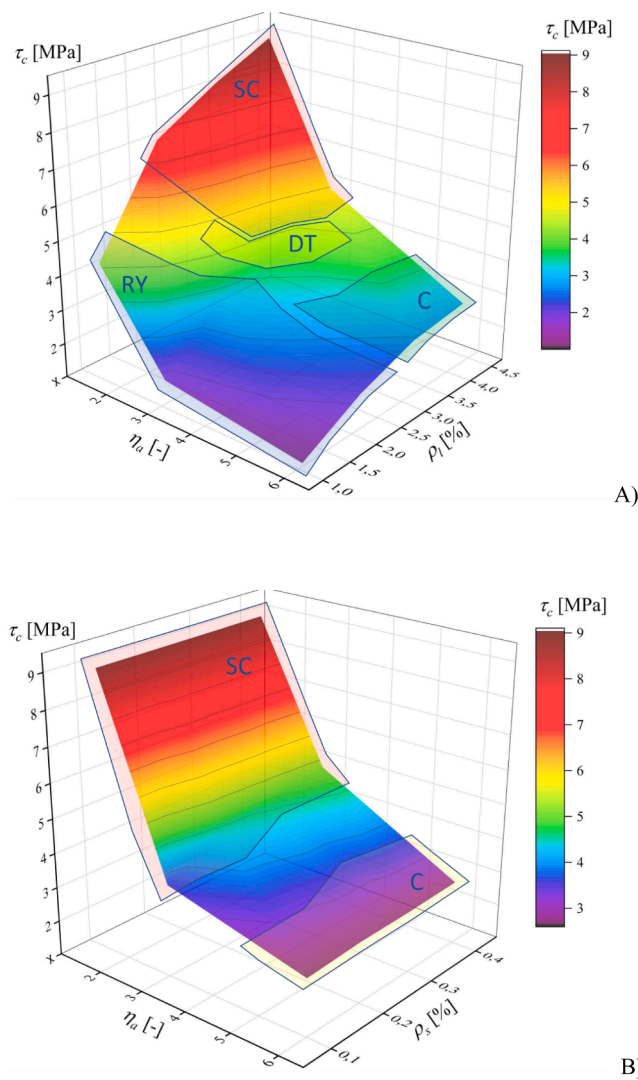 τc [MPa]
9
8
7
6
5
4
3
2
x
2
3
4
5
6
ηa [-]
1,0
1,5
2,0
2,5
3,0
3,5
4,0
4,5
ρl [%]
SC
DT
RY
C
τc [MPa]
9
8
7
6
5
4
3
2
A)
τc [MPa]
9
8
7
6
5
4
3
2
x
2
3
4
5
6
ηa [-]
0,1
0,2
0,3
0,4
ρs [%]
SC
C
τc [MPa]
9
8
7
6
5
4
3
B)